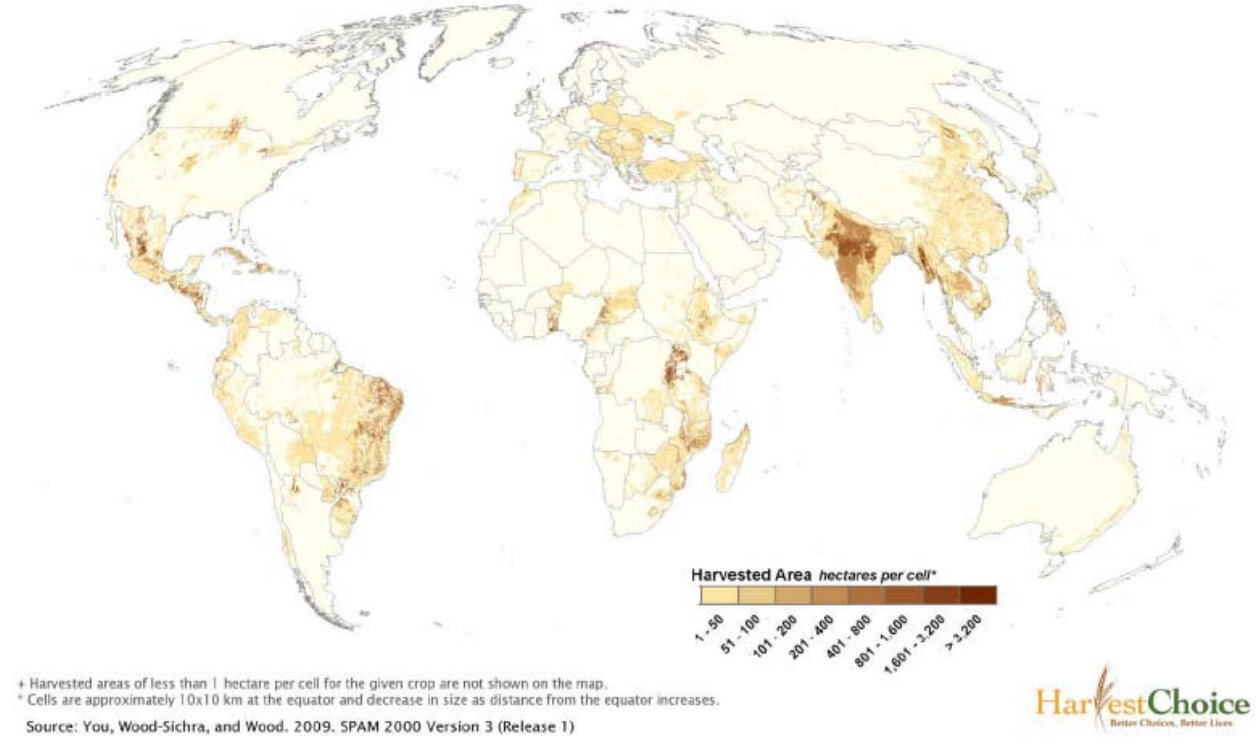 Harvested Area hectares per cell*
1 - 50
51 - 100
101 - 200
201 - 400
401 - 800
801 - 1,600
1,601 - 3,200
> 3,200
+ Harvested areas of less than 1 hectare per cell for the given crop are not shown on the map.
* Cells are approximately 10x10 km at the equator and decrease in size as distance from the equator increases.
Source: You, Wood-Sichra, and Wood. 2009. SPAM 2000 Version 3 (Release 1)
HarvestChoice
Better Choices, Better Lives